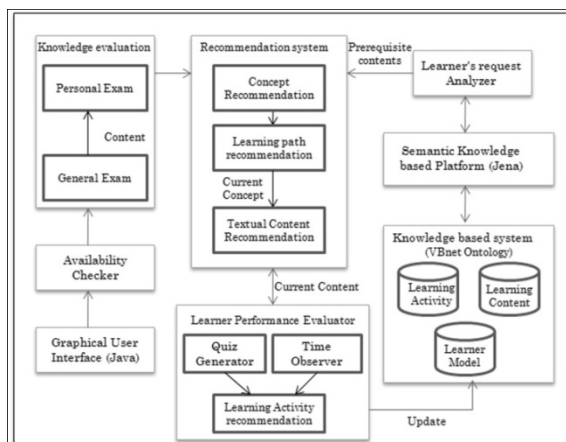 Knowledge evaluation
Personal Exam
Content
General Exam
Availability
Checker
Graphical User
Interface (Java)
Recommendation system
Concept
Recommendation
Learning path
recommendation
Current
Concept
Textual Content
Recommendation
Prerequisite
contents
Learner's request
Analyzer
Semantic Knowledge
based Platform (Jena)
Knowledge based system
(VBnet Ontology)
Learning
Activity
Learning
Content
Learner
Model
Current Content
Learner Performance Evaluator
Quiz
Generator
Time
Observer
Learning Activity
recommendation
Update